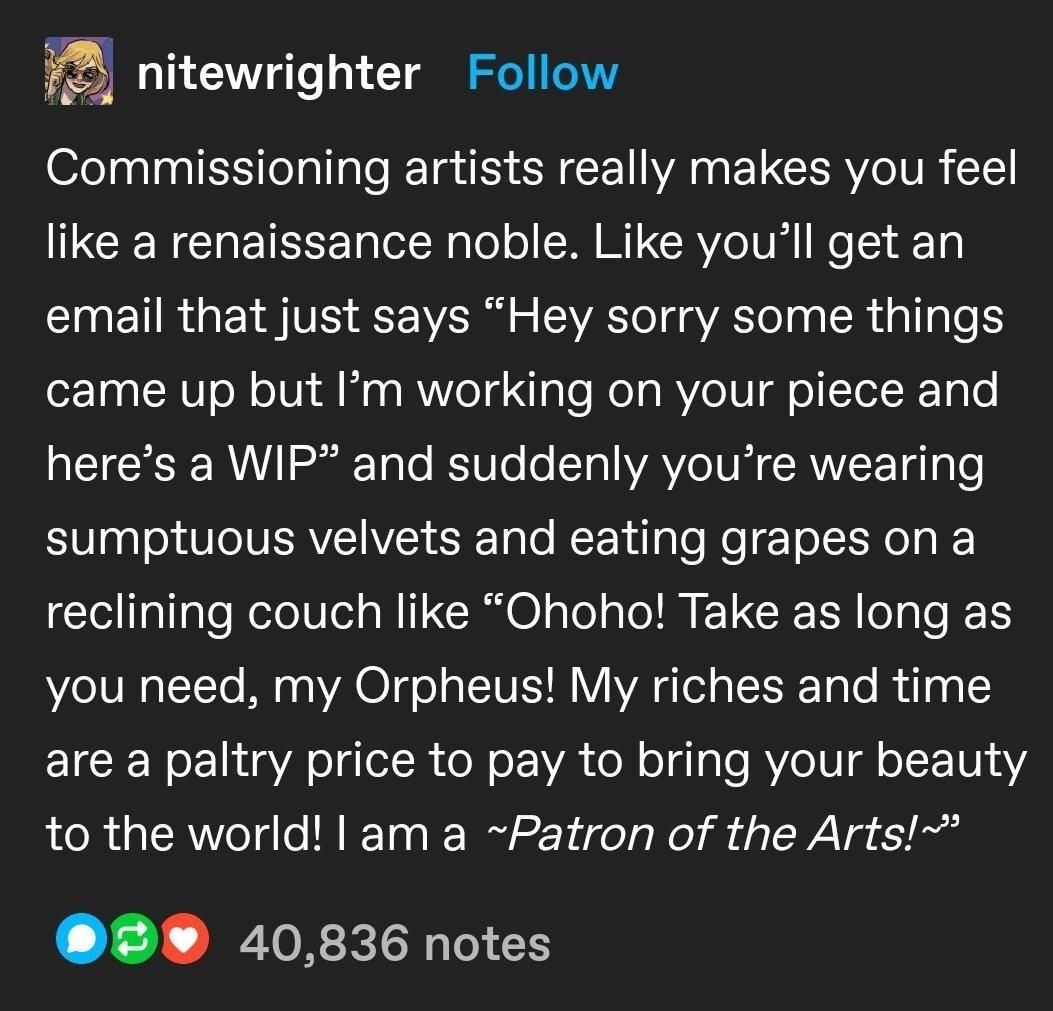 nitewrighter Follow
Commissioning artists really makes you feel
like a renaissance noble. Like you’ll get an
email that just says “Hey sorry some things
came up but I’m working on your piece and
here’s a WIP” and suddenly you’re wearing
sumptuous velvets and eating grapes on a
reclining couch like “Ohoho! Take as long as
you need, my Orpheus! My riches and time
are a paltry price to pay to bring your beauty
to the world! I am a ~Patron of the Arts!~”
40,836 notes